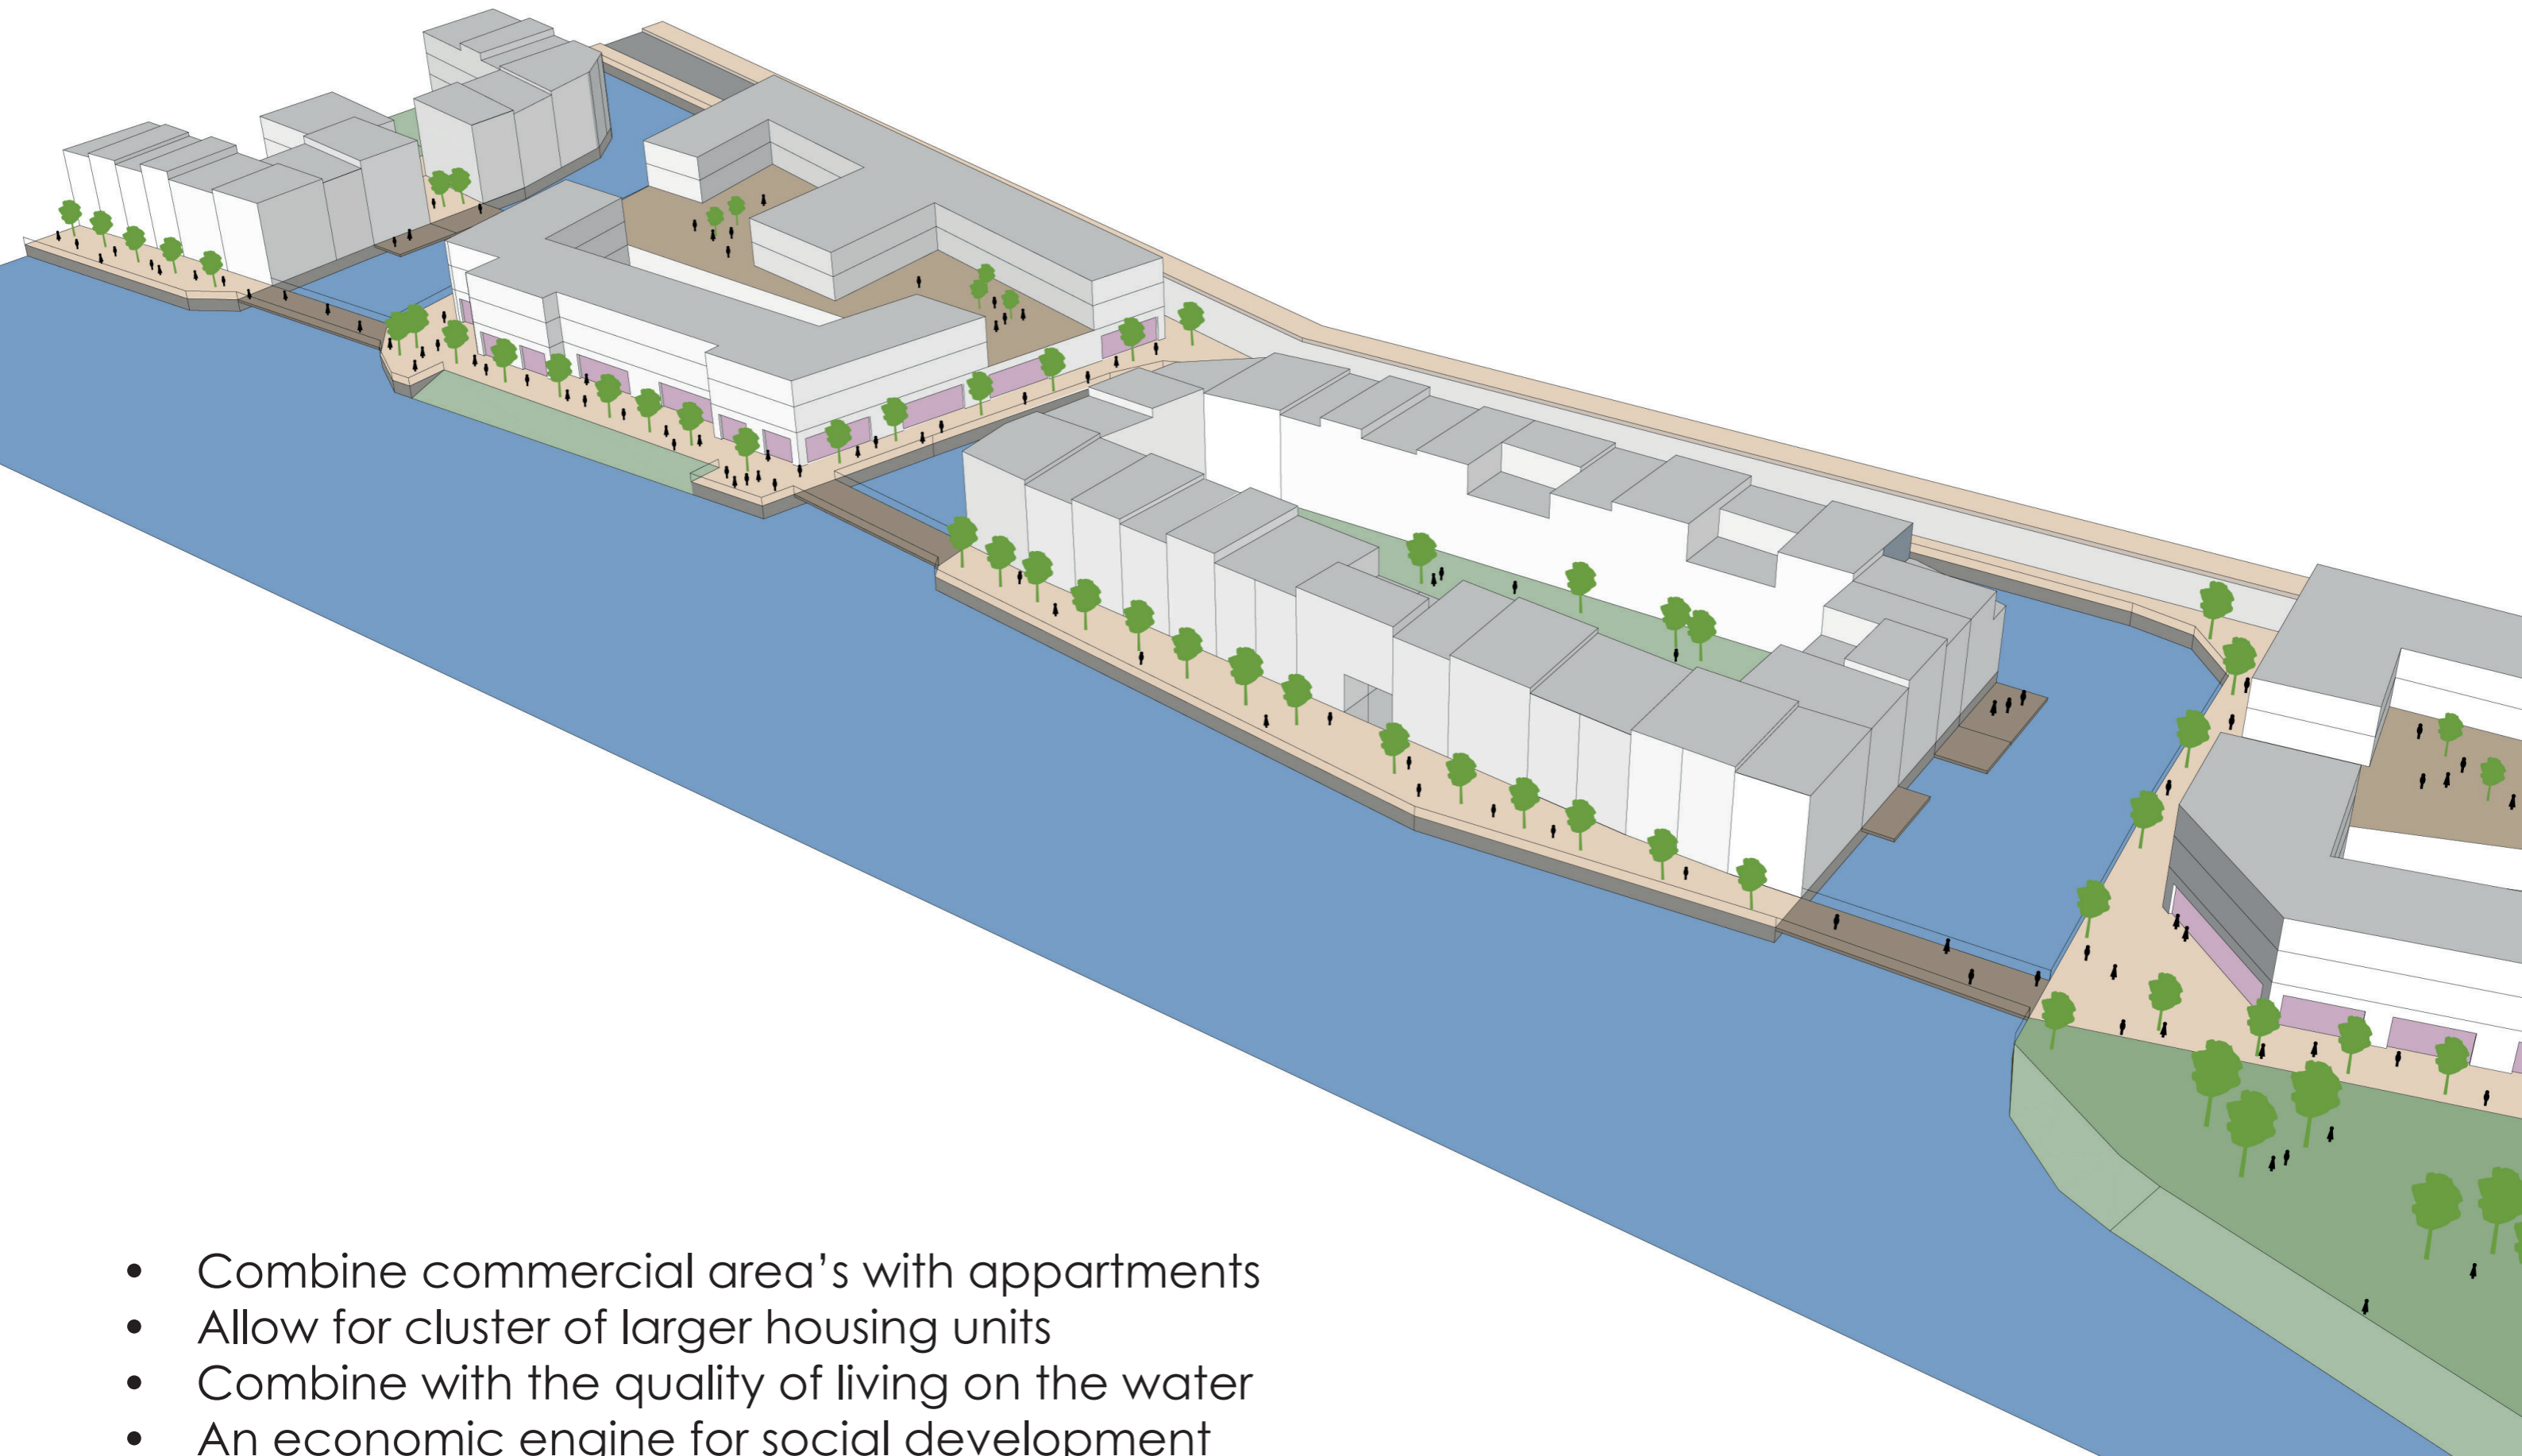 • Combine commercial area’s with appartments
• Allow for cluster of larger housing units
• Combine with the quality of living on the water
• An economic engine for social development